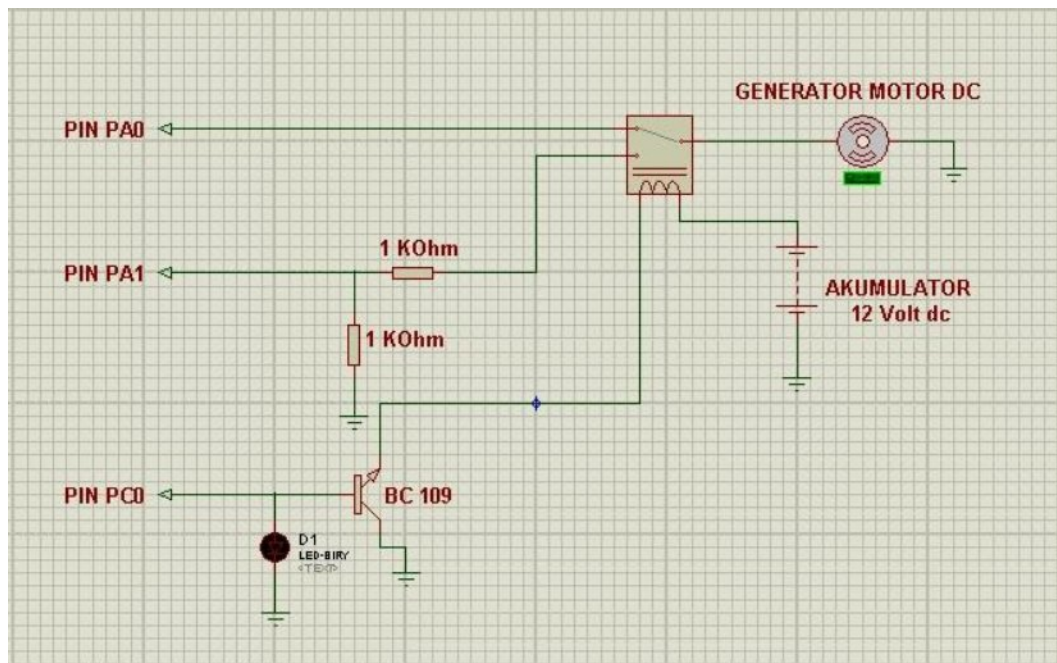 GENERATOR MOTOR DC
PIN PA0
1 KOhm
PIN PA1
AKUMULATOR
12 Volt dc
1 KOhm
PIN PC0
BC 109
D1
LED-BIRY
<TEXT>